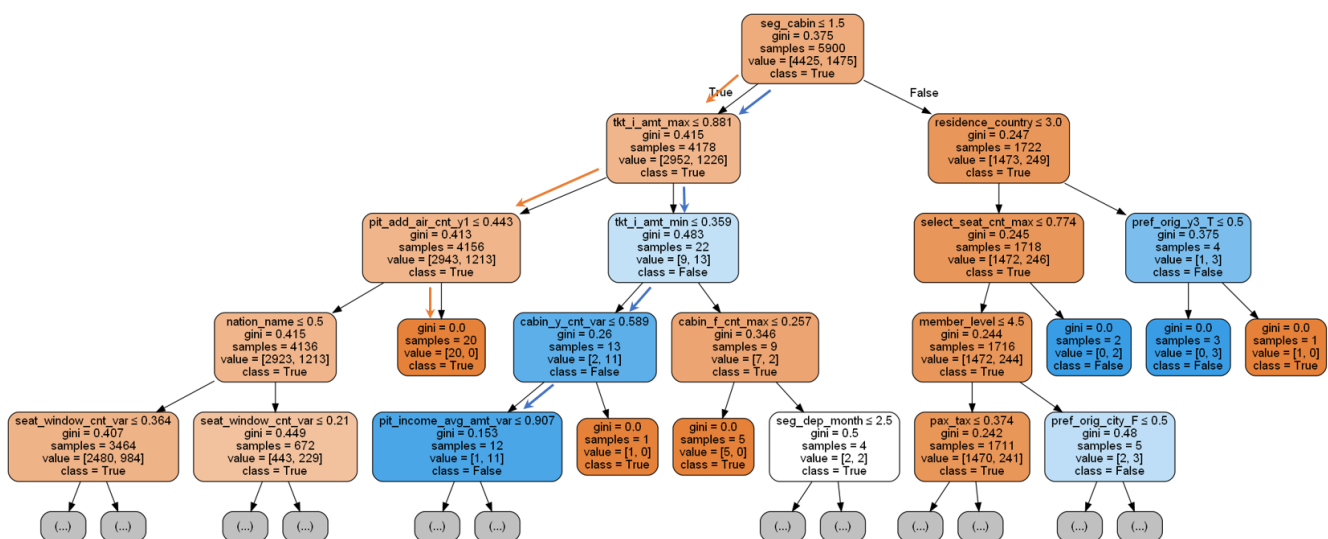 seg_cabin ≤ 1.5
gini = 0.375
samples = 5900
value = [4425, 1475]
class = True
True
False
tkt_i_amt_max ≤ 0.881
gini = 0.415
samples = 4178
value = [2952, 1226]
class = True
residence_country ≤ 3.0
gini = 0.247
samples = 1722
value = [1473, 249]
class = True
pit_add_air_cnt_y1 ≤ 0.443
gini = 0.413
samples = 4156
value = [2943, 1213]
class = True
tkt_i_amt_min ≤ 0.359
gini = 0.483
samples = 22
value = [9, 13]
class = False
select_seat_cnt_max ≤ 0.774
gini = 0.245
samples = 1718
value = [1472, 246]
class = True
pref_orig_y3_T ≤ 0.5
gini = 0.375
samples = 4
value = [1, 3]
class = False
nation_name ≤ 0.5
gini = 0.415
samples = 4136
value = [2923, 1213]
class = True
gini = 0.0
samples = 20
value = [20, 0]
class = True
cabin_y_cnt_var ≤ 0.589
gini = 0.26
samples = 13
value = [2, 11]
class = False
cabin_f_cnt_max ≤ 0.257
gini = 0.346
samples = 9
value = [7, 2]
class = True
member_level ≤ 4.5
gini = 0.244
samples = 1716
value = [1472, 244]
class = True
gini = 0.0
samples = 2
value = [0, 2]
class = False
gini = 0.0
samples = 3
value = [0, 3]
class = False
gini = 0.0
samples = 1
value = [1, 0]
class = True
seat_window_cnt_var ≤ 0.364
gini = 0.407
samples = 3464
value = [2480, 984]
class = True
seat_window_cnt_var ≤ 0.21
gini = 0.449
samples = 672
value = [443, 229]
class = True
pit_income_avg_amt_var ≤ 0.907
gini = 0.153
samples = 12
value = [1, 11]
class = False
gini = 0.0
samples = 1
value = [1, 0]
class = True
gini = 0.0
samples = 5
value = [5, 0]
class = True
seg_dep_month ≤ 2.5
gini = 0.5
samples = 4
value = [2, 2]
class = True
pax_tax ≤ 0.374
gini = 0.242
samples = 1711
value = [1470, 241]
class = True
pref_orig_city_F ≤ 0.5
gini = 0.48
samples = 5
value = [2, 3]
class = False
(...)
(...)
(...)
(...)
(...)
(...)
(...)
(...)
(...)
(...)
(...)
(...)